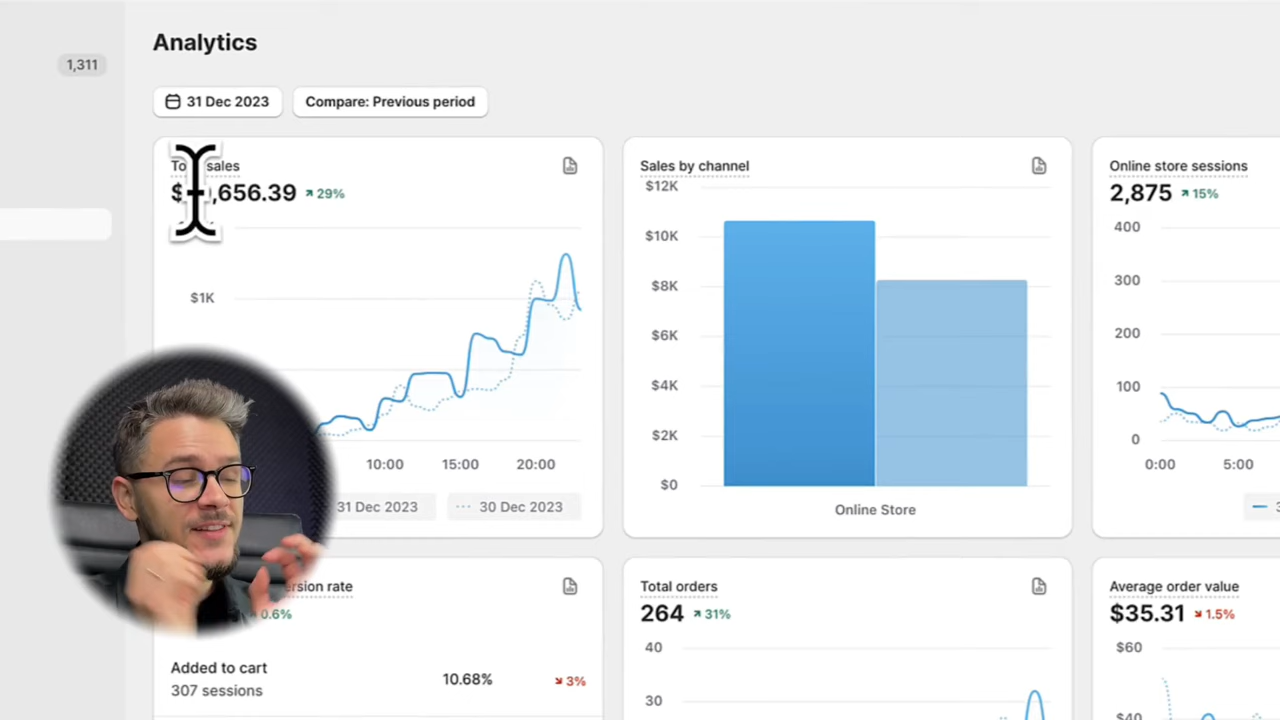 Analytics
1,311
31 Dec 2023
Compare: Previous period
sales
,656.39 29%
$1K
10:00 15:00 20:00
31 Dec 2023
30 Dec 2023
Sales by channel
$12K
$10K
$8K
$6K
$4K
$2K
$0
Online Store
Online store sessions
2,875 15%
400
300
200
100
0
0:00 5:00
rsion rate
0.6%
Added to cart
307 sessions
10.68%
3%
Total orders
264 31%
40
30
Average order value
$35.31 1.5%
$60
$40